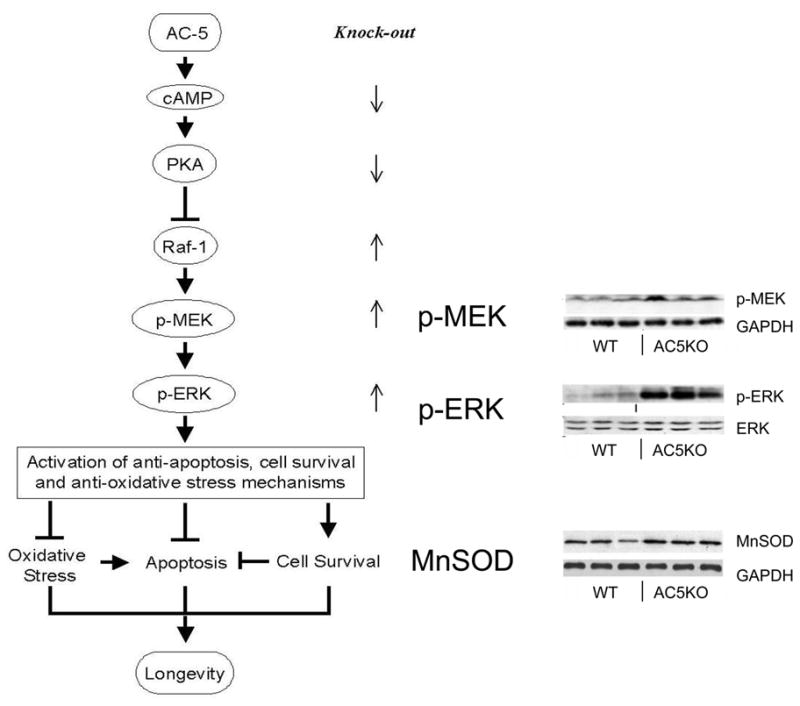 AC-5
Knock-out
cAMP
PKA
Raf-1
p-MEK
p-MEK
p-MEK
GAPDH
WT
AC5KO
p-ERK
p-ERK
p-ERK
ERK
WT
AC5KO
Activation of anti-apoptosis, cell survival
and anti-oxidative stress mechanisms
Oxidative
Stress
Apoptosis
Cell Survival
MnSOD
MnSOD
GAPDH
WT
AC5KO
Longevity